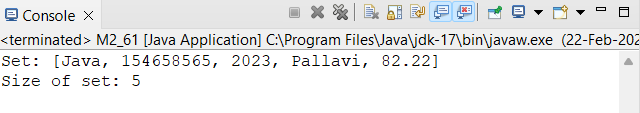 Console
<terminated> M2_61 [Java Application] C:\Program Files\Java\jdk-17\bin\javaw.exe (22-Feb-202
Set: [Java, 154658565, 2023, Pallavi, 82.22]
Size of set: 5